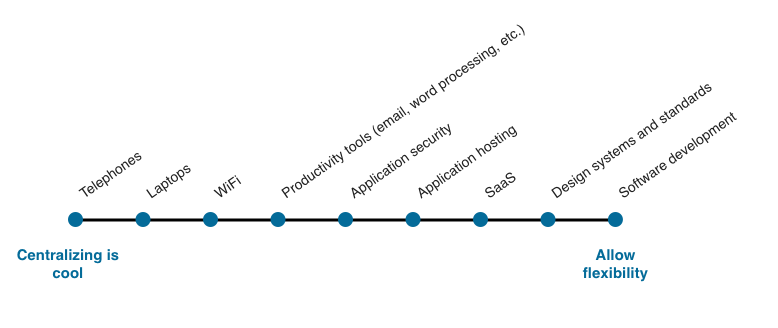 Telephones
Laptops
WiFi
Productivity tools (email, word processing, etc.)
Application security
Application hosting
SaaS
Design systems and standards
Software development
Centralizing is
cool
Allow
flexibility